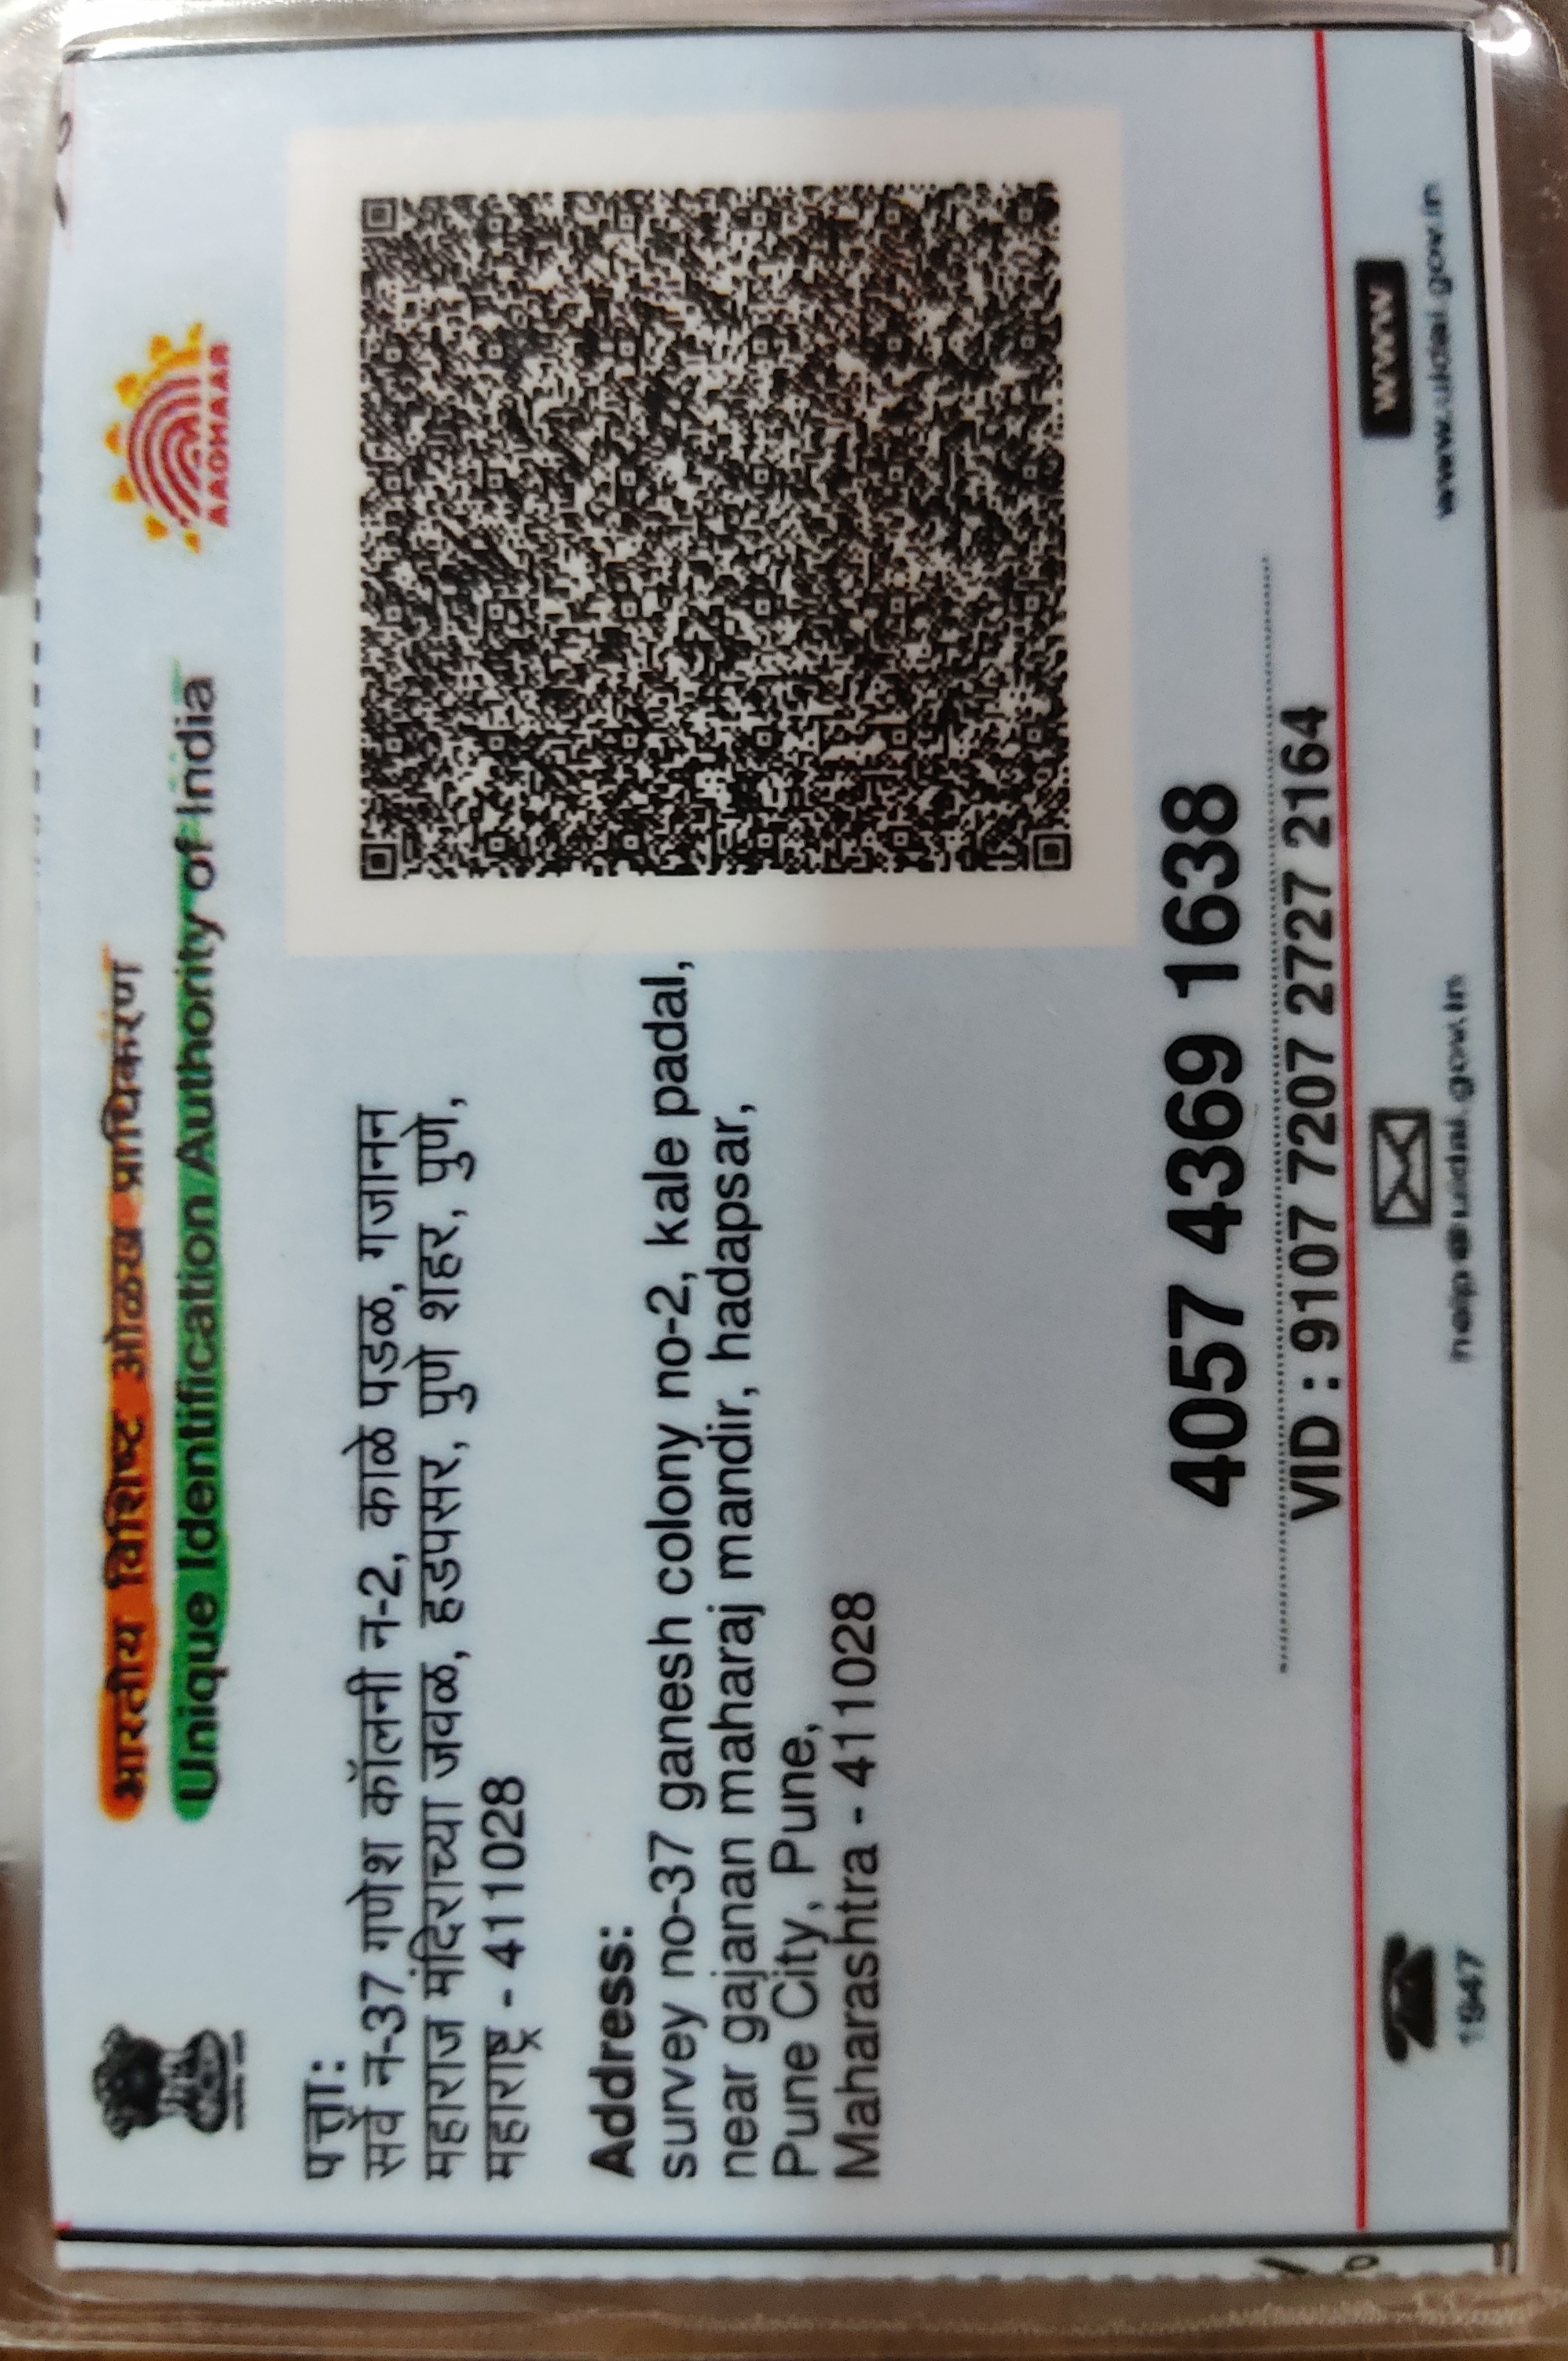 भारतीय विशिष्ट ओळख प्राधिकरण
Unique Identification Authority of India
AADHAAR
पत्ता:
सर्वे न-37 गणेश कॉलनी न-2, काळे पडळ, गजानन
महाराज मंदिराच्या जवळ, हडपसर, पुणे शहर, पुणे,
महाराष्ट्र - 411028
Address:
survey no-37 ganesh colony no-2, kale padal,
near gajanan maharaj mandir, hadapsar,
Pune City, Pune,
Maharashtra - 411028
4057 4369 1638
VID : 9107 7207 2727 2164
1947
help@uidai.gov.in
www
www.uidai.gov.in